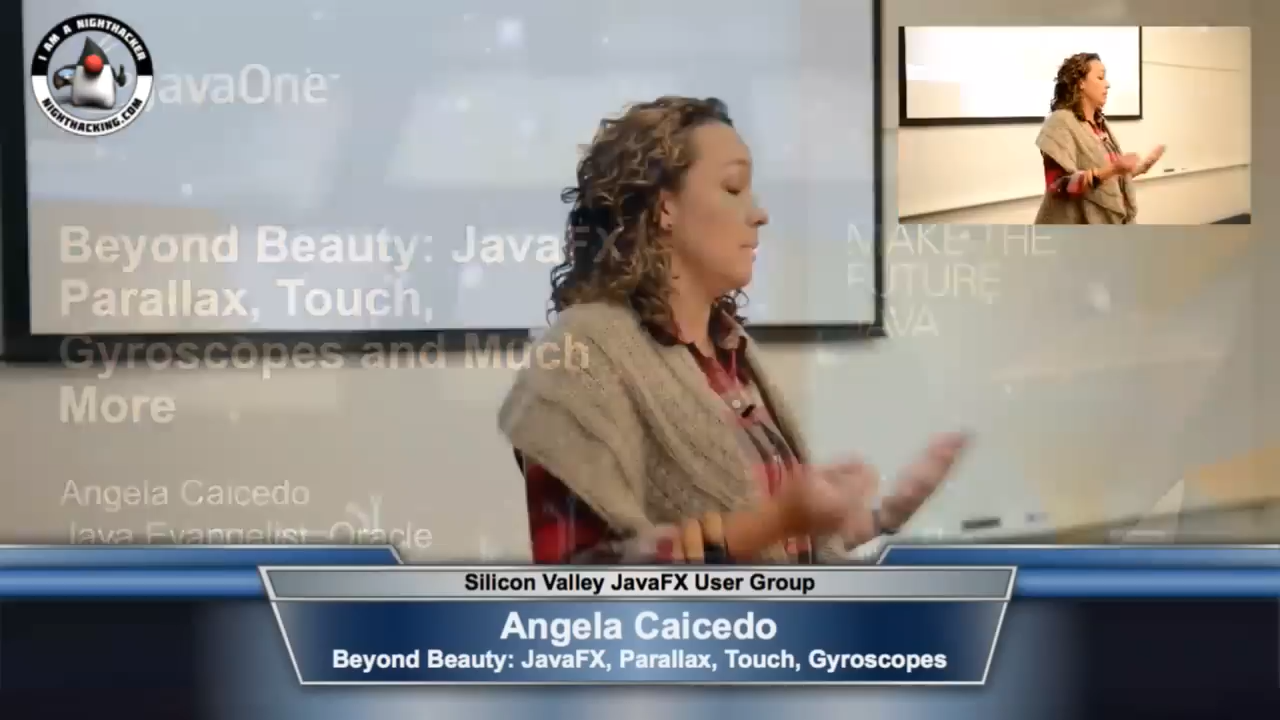 I AM A NIGHTHACKER
NIGHTHACKING.COM
JavaOne
Beyond Beauty: JavaFX
Parallax, Touch,
Gyroscopes and Much
More
Angela Caicedo
Java Evangelist–Oracle
MAKE THE
FUTURE
JAVA
Silicon Valley JavaFX User Group
Angela Caicedo
Beyond Beauty: JavaFX, Parallax, Touch, Gyroscopes